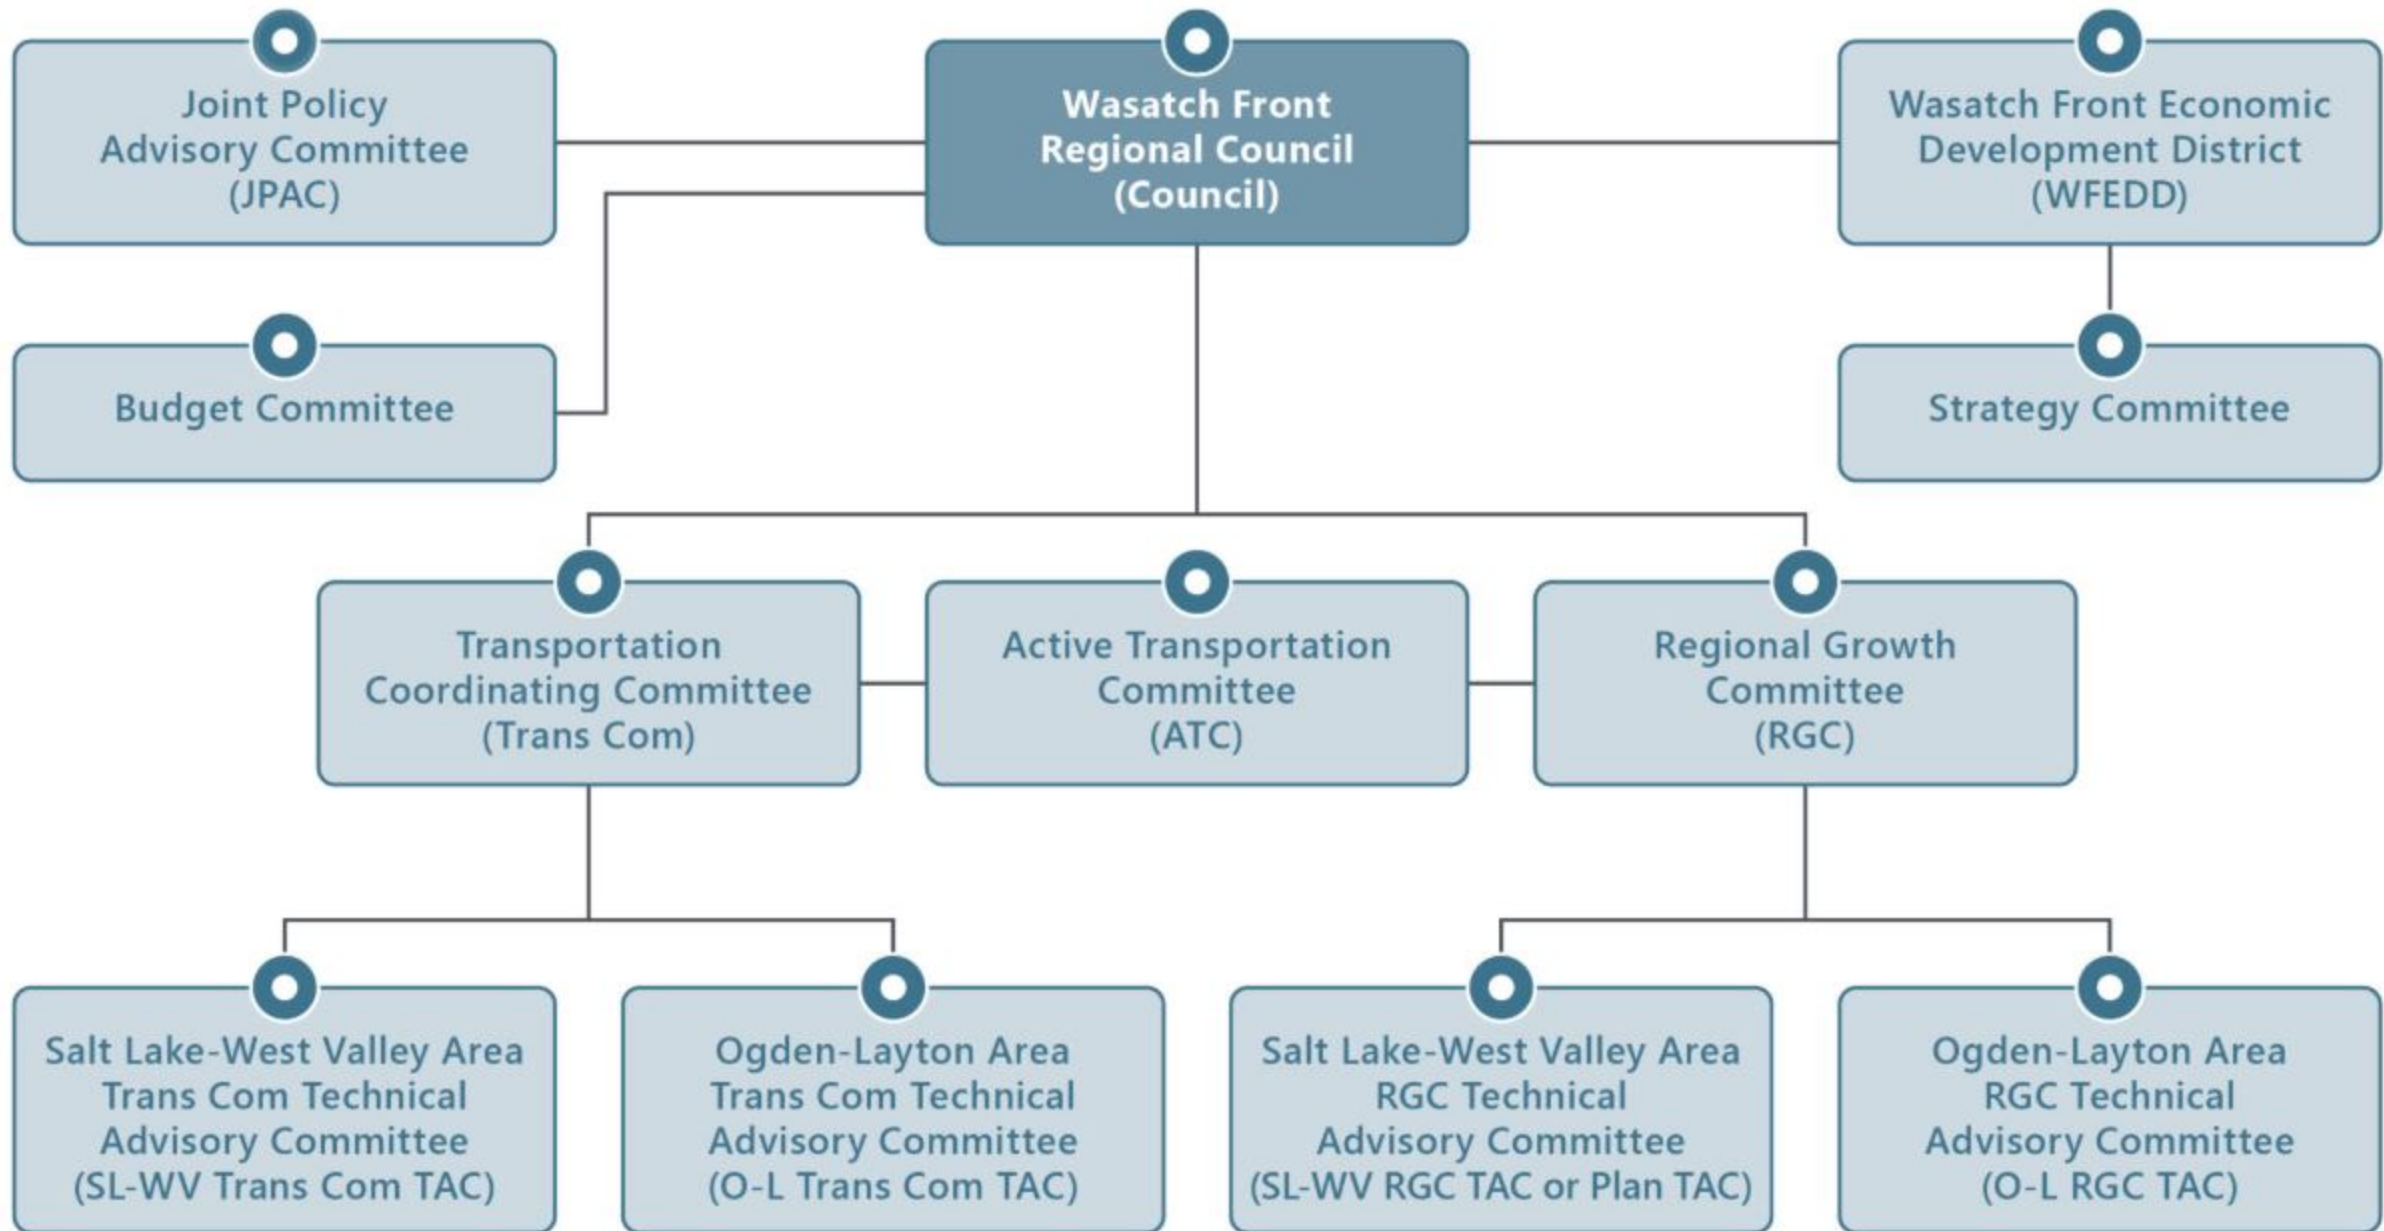 Joint Policy
Advisory Committee
(JPAC)
Wasatch Front
Regional Council
(Council)
Wasatch Front Economic
Development District
(WFEDD)
Budget Committee
Strategy Committee
Transportation
Coordinating Committee
(Trans Com)
Active Transportation
Committee
(ATC)
Regional Growth
Committee
(RGC)
Salt Lake-West Valley Area
Trans Com Technical
Advisory Committee
(SL-WV Trans Com TAC)
Ogden-Layton Area
Trans Com Technical
Advisory Committee
(O-L Trans Com TAC)
Salt Lake-West Valley Area
RGC Technical
Advisory Committee
(SL-WV RGC TAC or Plan TAC)
Ogden-Layton Area
RGC Technical
Advisory Committee
(O-L RGC TAC)